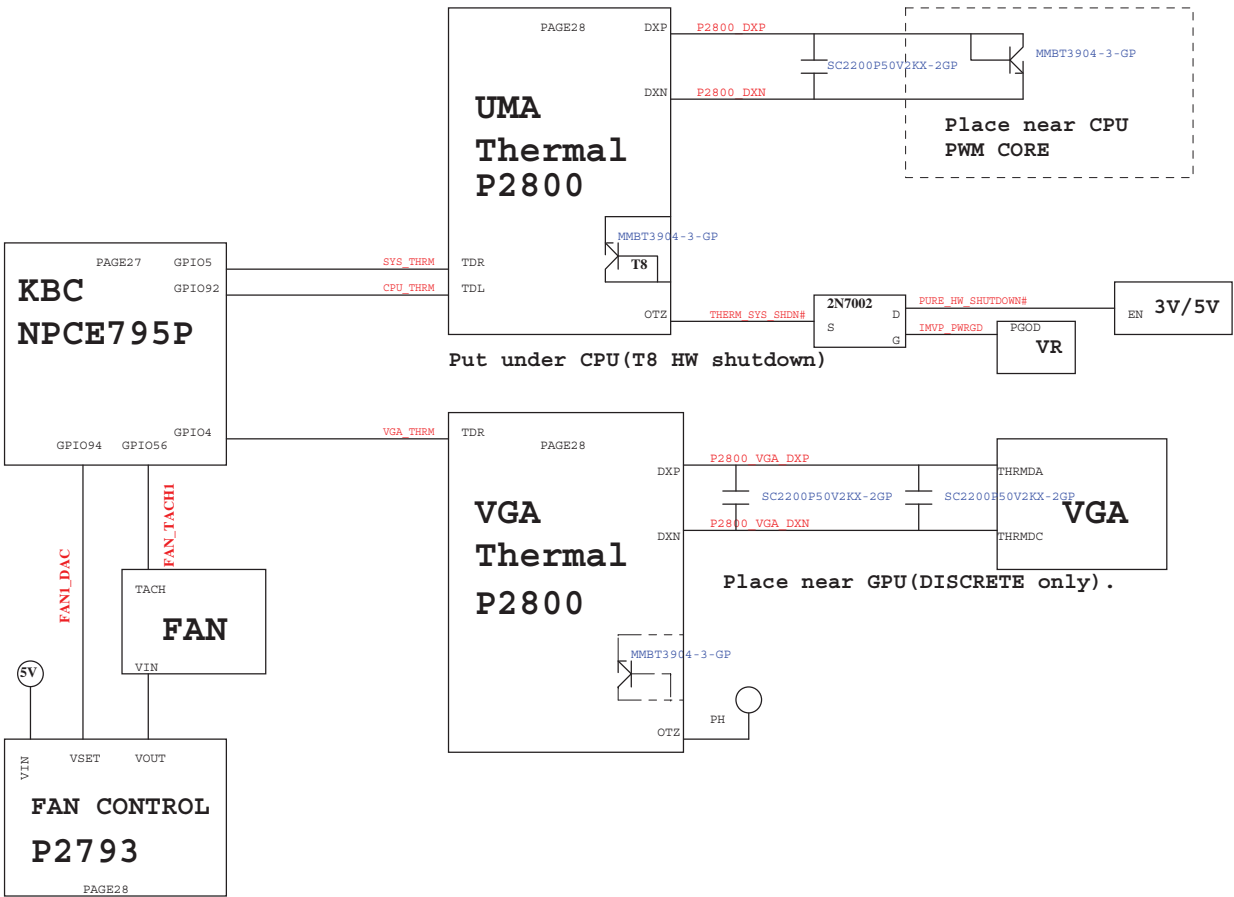 PAGE28
DXP
P2800_DXP
SC2200P50V2KX-2GP
MMBT3904-3-GP
DXN
P2800_DXN
Place near CPU
PWM CORE
UMA
Thermal
P2800
MMBT3904-3-GP
T8
PAGE27
GPIO5
SYS_THRM
TDR
GPIO92
CPU_THRM
TDL
KBC
NPCE795P
OTZ
THERM_SYS_SHDN#
2N7002
D
S
G
PURE_HW_SHUTDOWN#
EN
3V/5V
IMVP_PWRGD
PGOD
VR
Put under CPU(T8 HW shutdown)
GPIO4
VGA_THRM
TDR
GPIO94
GPIO56
PAGE28
DXP
P2800_VGA_DXP
THRMDA
SC2200P50V2KX-2GP
SC2200P50V2KX-2GP
VGA
DXN
P2800_VGA_DXN
THRMDC
VGA
Thermal
P2800
Place near GPU(DISCRETE only).
FAN1_DAC
FAN_TACH1
TACH
FAN
VIN
MMBT3904-3-GP
PH
OTZ
5V
VIN
VSET
VOUT
FAN CONTROL
P2793
PAGE28